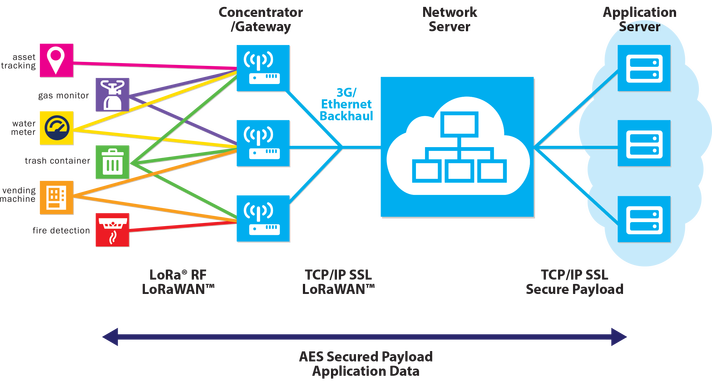 Concentrator
/Gateway
Network
Server
Application
Server
asset
tracking
gas monitor
water
meter
trash container
vending
machine
fire detection
3G/
Ethernet
Backhaul
LoRa® RF
LoRaWAN™
TCP/IP SSL
LoRaWAN™
TCP/IP SSL
Secure Payload
AES Secured Payload
Application Data